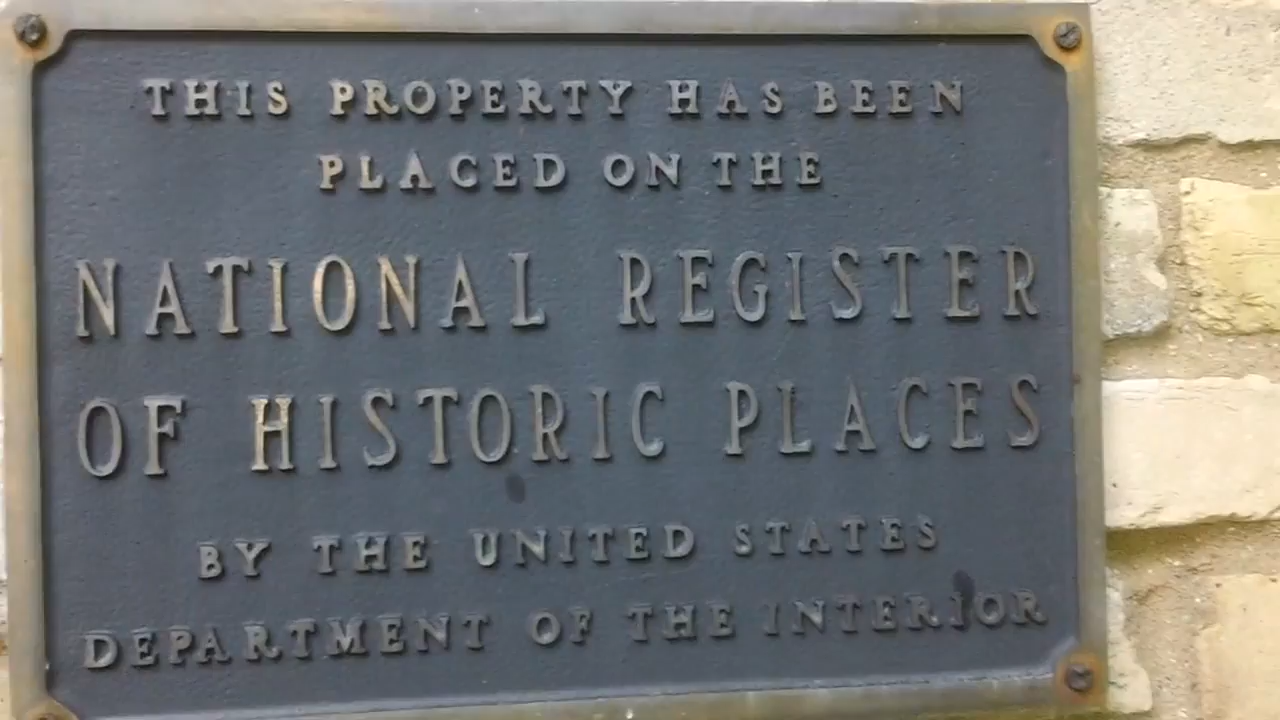 THIS PROPERTY HAS BEEN
PLACED ON THE
NATIONAL REGISTER
OF HISTORIC PLACES
BY THE UNITED STATES
DEPARTMENT OF THE INTERIOR